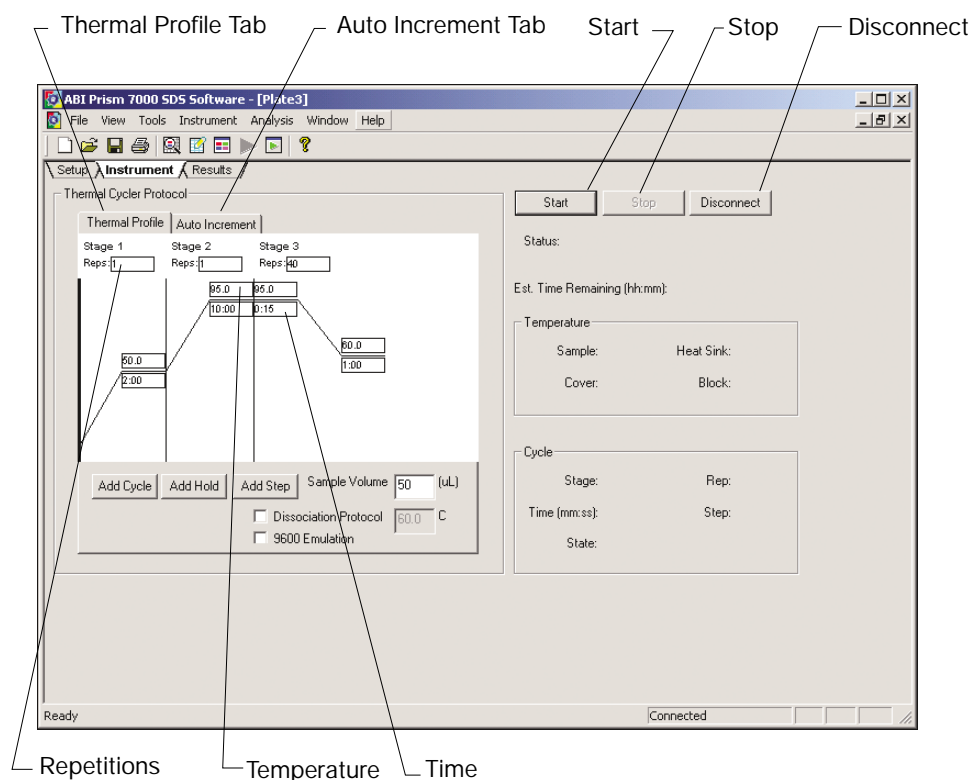 Thermal Profile Tab Auto Increment Tab Start Stop Disconnect
ABI Prism 7000 SDS Software - [Plate3]
File View Tools Instrument Analysis Window Help
Setup Instrument Results
Thermal Cycler Protocol
Start Stop Disconnect
Thermal Profile Auto Increment
Stage 1 Stage 2 Stage 3
Reps: 1 Reps: 1 Reps: 40
Status:
95.0 95.0
10:00 0:15
Est. Time Remaining (hh:mm):
60.0
1:00
50.0
2:00
Temperature
Sample: Heat Sink:
Cover: Block:
Add Cycle Add Hold Add Step Sample Volume 50 (uL)
Dissociation Protocol 60.0 C
9600 Emulation
Cycle
Stage: Rep:
Time (mm:ss): Step:
State:
Ready Connected
Repetitions Temperature Time